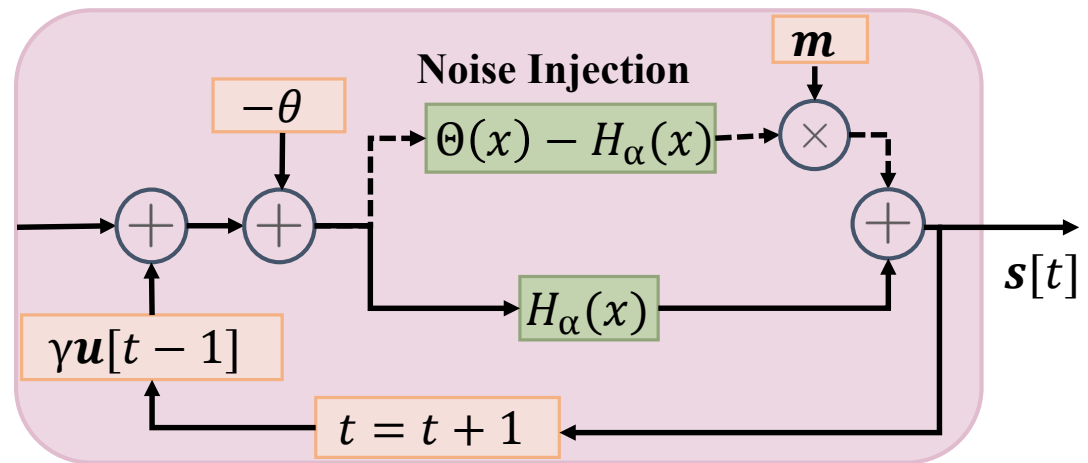 m
Noise Injection
−θ
Θ(x) − H_α(x)
×
+
+
+
s[t]
H_α(x)
γu[t − 1]
t = t + 1